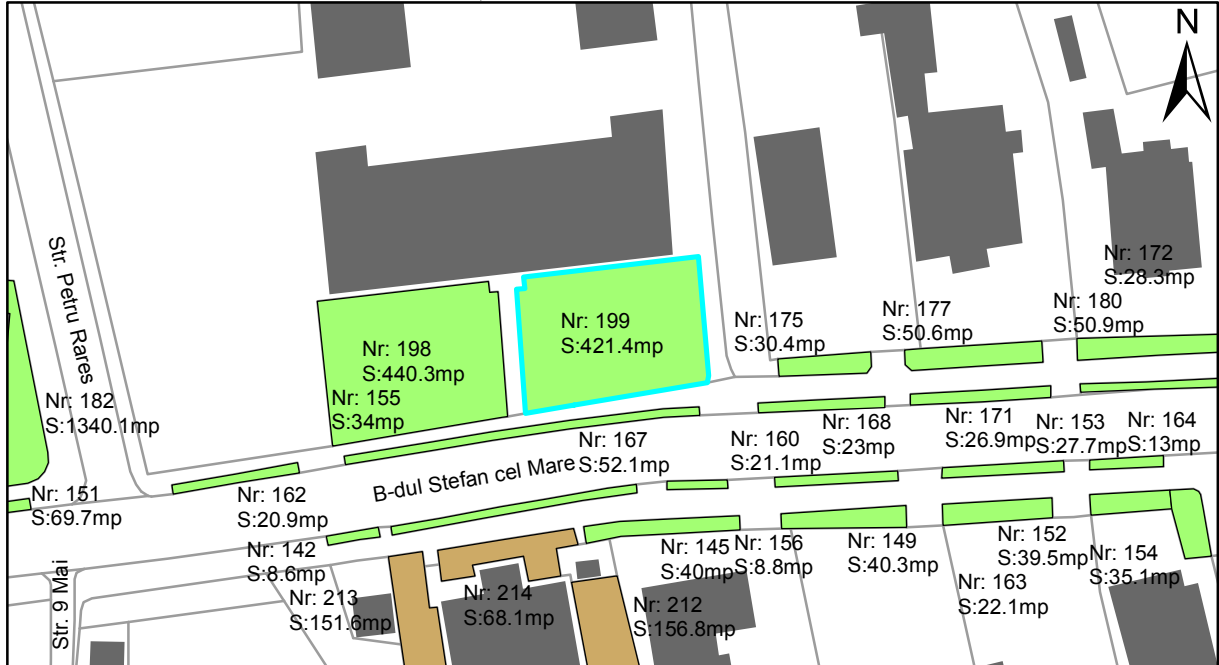 N
Nr: 172
S:28.3mp
Str. Petru Rares
Nr: 199
S:421.4mp
Nr: 175
S:30.4mp
Nr: 177
S:50.6mp
Nr: 180
S:50.9mp
Nr: 198
S:440.3mp
Nr: 155
S:34mp
Nr: 182
S:1340.1mp
Nr: 167
S:52.1mp
Nr: 160
S:21.1mp
Nr: 168
S:23mp
Nr: 171
S:26.9mp
Nr: 153
S:27.7mp
Nr: 164
S:13mp
B-dul Stefan cel Mare
Nr: 151
S:69.7mp
Nr: 162
S:20.9mp
Nr: 142
S:8.6mp
Nr: 145
S:40mp
Nr: 156
S:8.8mp
Nr: 149
S:40.3mp
Nr: 152
S:39.5mp
Nr: 154
S:35.1mp
Nr: 163
S:22.1mp
Str. 9 Mai
Nr: 213
S:151.6mp
Nr: 214
S:68.1mp
Nr: 212
S:156.8mp